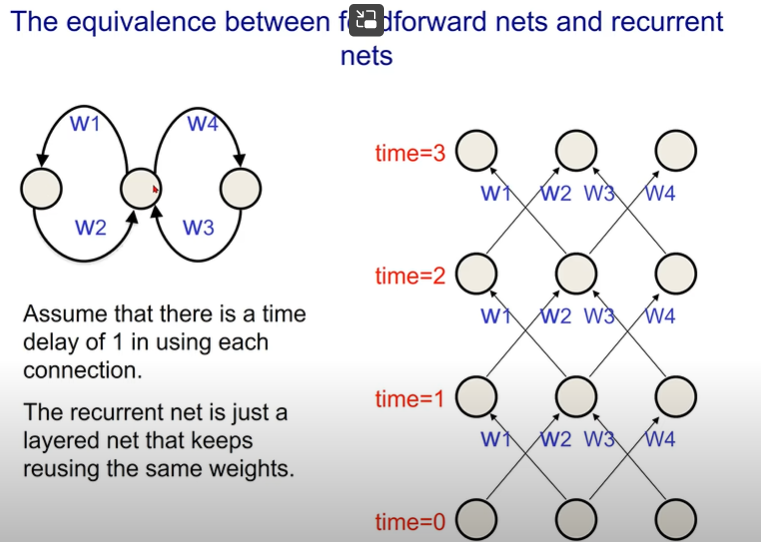 The equivalence between f dforward nets and recurrent
nets
W1
W4
W2
W3
Assume that there is a time
delay of 1 in using each
connection.
The recurrent net is just a
layered net that keeps
reusing the same weights.
time=3
W1 W2 W3 W4
time=2
W1 W2 W3 W4
time=1
W1 W2 W3 W4
time=0